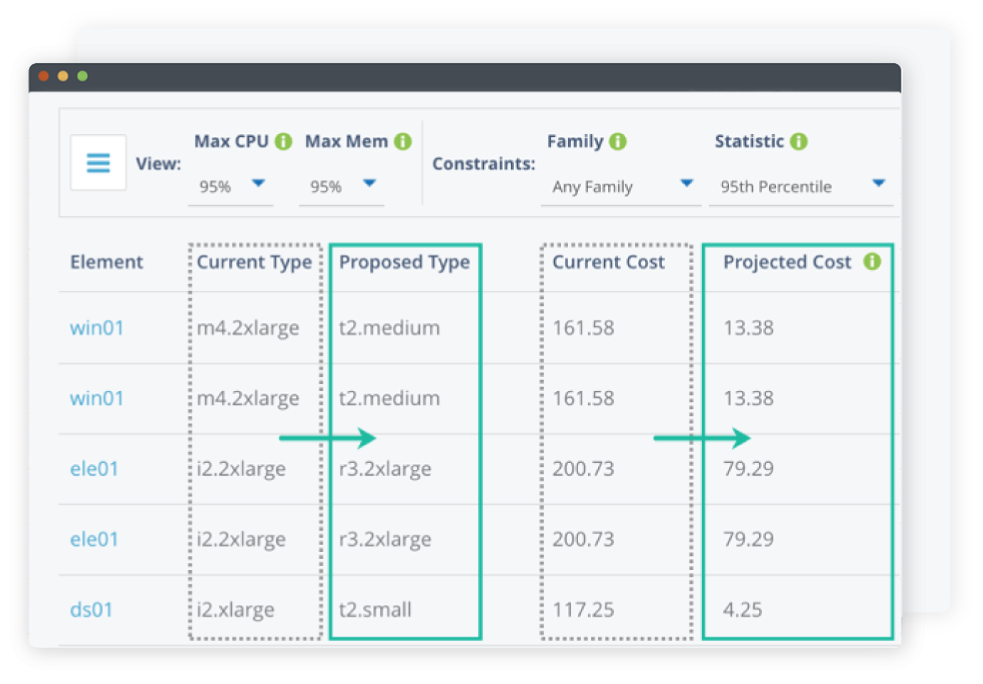 Max CPU Max Mem Family Statistic
View: Constraints:
95% 95% Any Family 95th Percentile
Element Current Type Proposed Type Current Cost Projected Cost
win01 m4.2xlarge t2.medium 161.58 13.38
win01 m4.2xlarge t2.medium 161.58 13.38
ele01 i2.2xlarge r3.2xlarge 200.73 79.29
ele01 i2.2xlarge r3.2xlarge 200.73 79.29
ds01 i2.xlarge t2.small 117.25 4.25